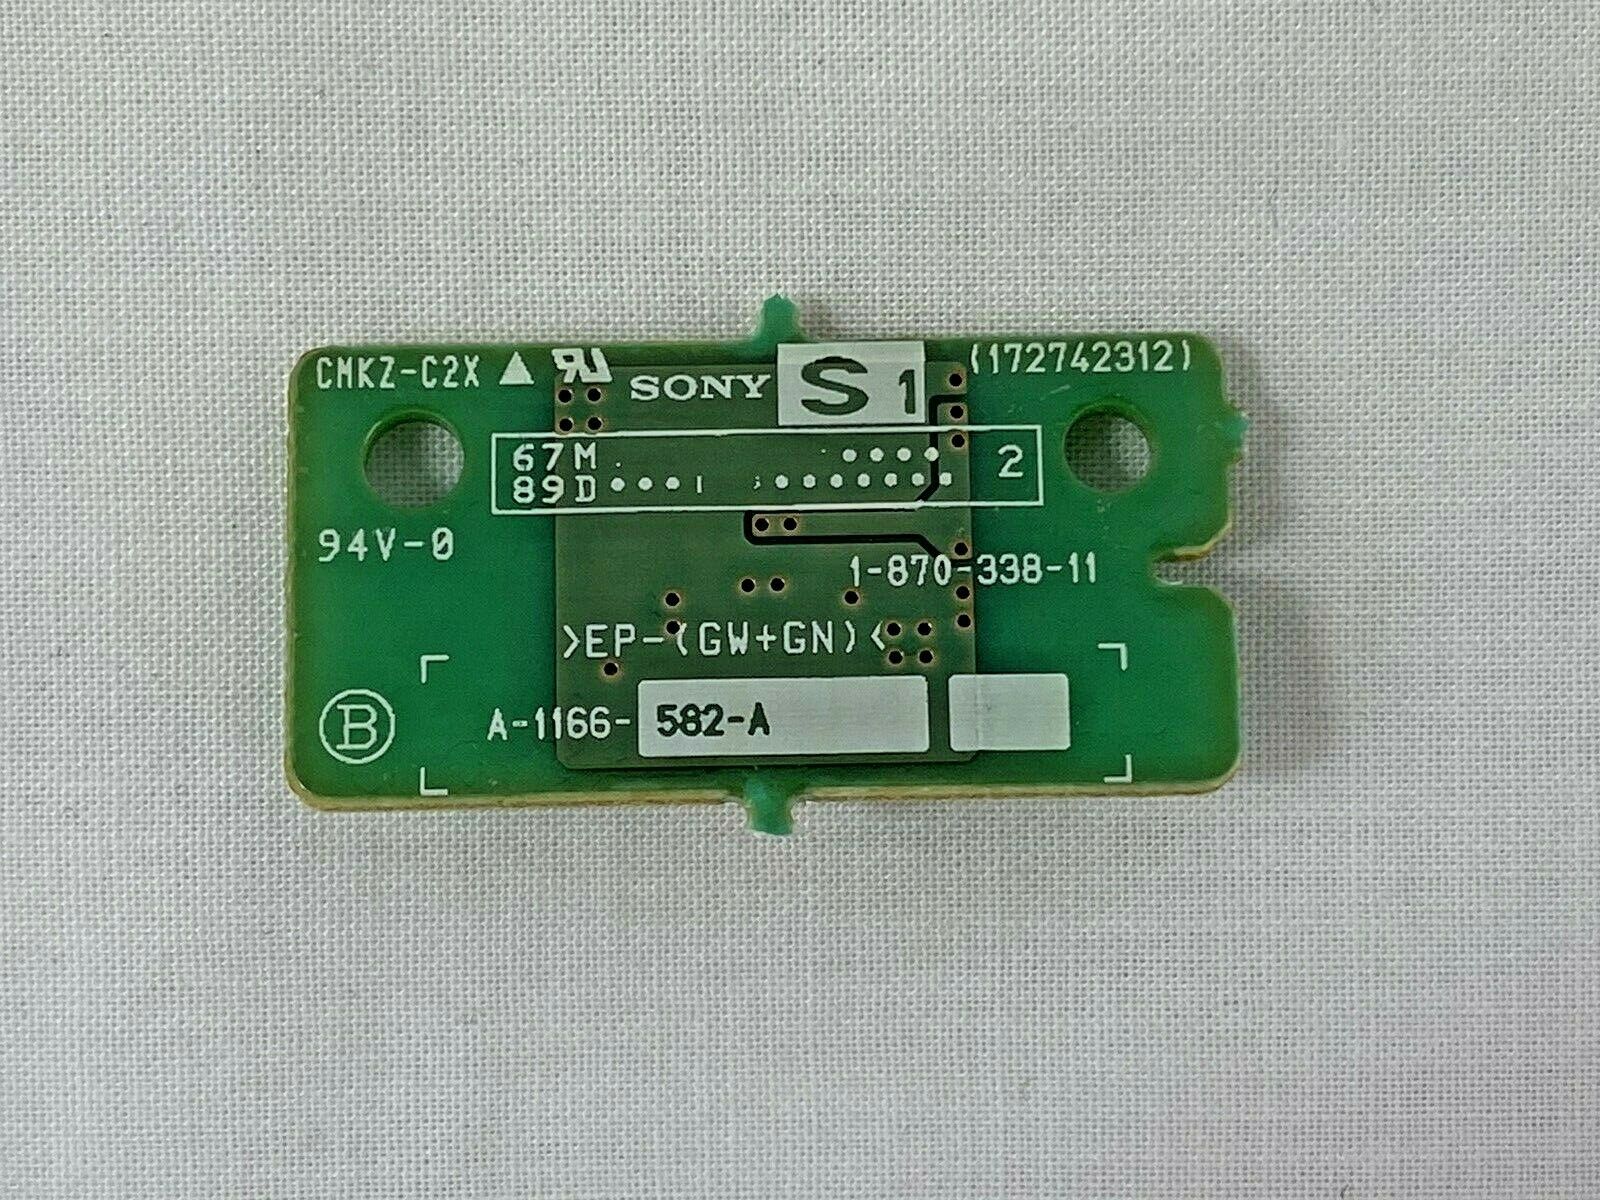 CMKZ-C2X RU SONY S 1 (172742312)
67M 2
89D
94V-0
1-870-338-11
>EP-(GW+GN)<
B A-1166-582-A